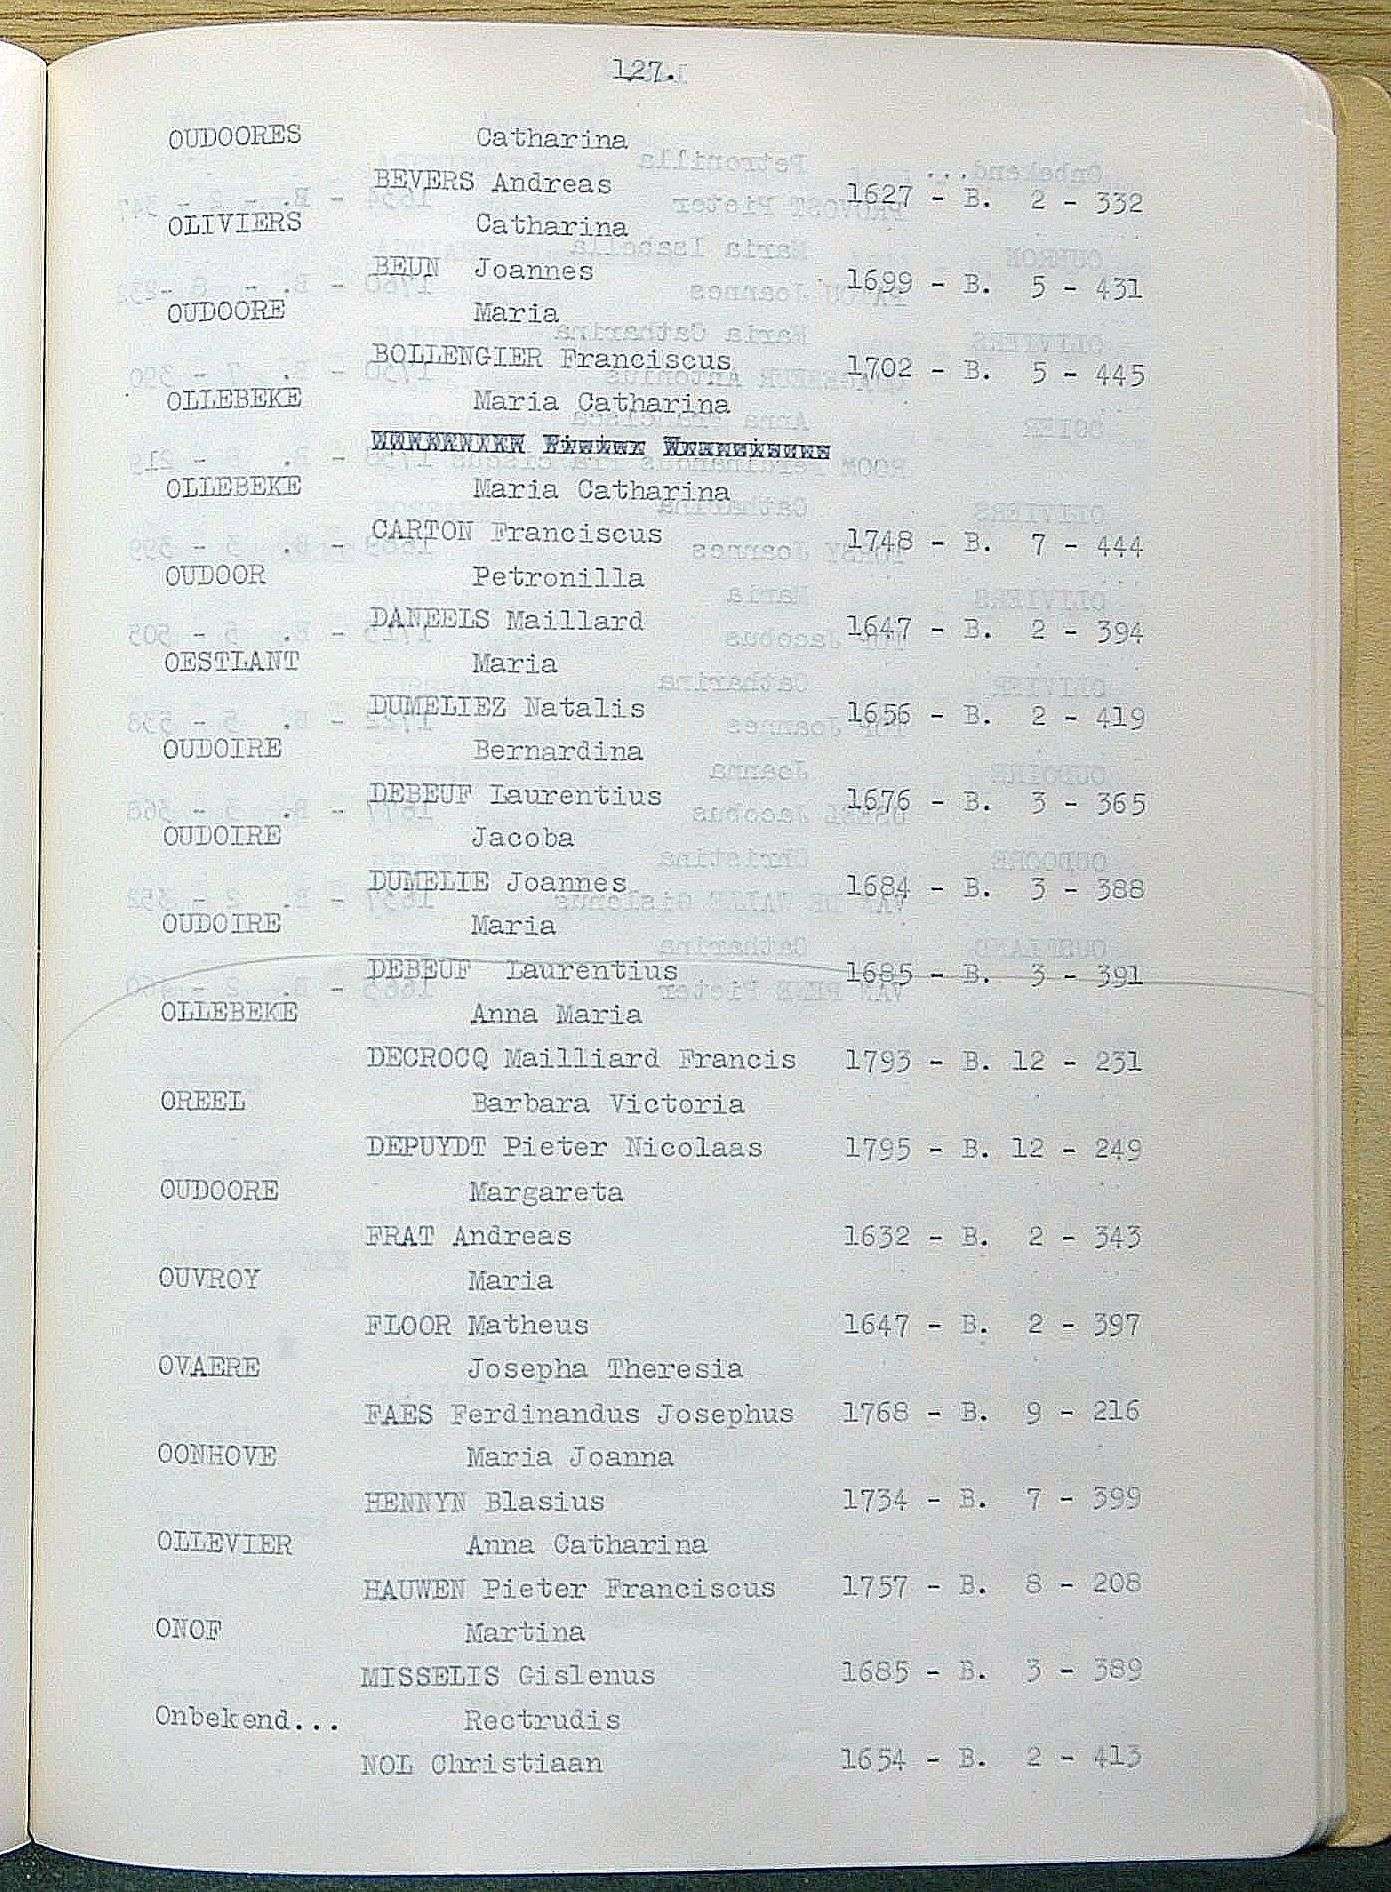 127.
OUDOORES Catharina
BEVERS Andreas 1627 - B. 2 - 332
OLIVIERS Catharina
BEUN Joannes 1699 - B. 5 - 431
OUDOORE Maria
BOLLENGIER Franciscus 1702 - B. 5 - 445
OLLEBEKE Maria Catharina
OLLEBEKE Maria Catharina
CARTON Franciscus 1748 - B. 7 - 444
OUDOOR Petronilla
DANEELS Maillard 1647 - B. 2 - 394
OESTLANT Maria
DUMELIEZ Natalis 1656 - B. 2 - 419
OUDOIRE Bernardina
DEBEUF Laurentius 1676 - B. 3 - 365
OUDOIRE Jacoba
DUMELIE Joannes 1684 - B. 3 - 388
OUDOIRE Maria
DEBEUF Laurentius 1685 - B. 3 - 391
OLLEBEKE Anna Maria
DECROCQ Mailliard Francis 1793 - B. 12 - 231
OREEL Barbara Victoria
DEPUYDT Pieter Nicolaas 1795 - B. 12 - 249
OUDOORE Margareta
FRAT Andreas 1632 - B. 2 - 343
OUVROY Maria
FLOOR Matheus 1647 - B. 2 - 397
OVAERE Josepha Theresia
FAES Ferdinandus Josephus 1768 - B. 9 - 216
OONHOVE Maria Joanna
HENNYN Blasius 1734 - B. 7 - 399
OLLEVIER Anna Catharina
HAUWEN Pieter Franciscus 1757 - B. 8 - 208
ONOF Martina
MISSELIS Gislenus 1685 - B. 3 - 389
Onbekend... Rectrudis
NOL Christiaan 1654 - B. 2 - 413